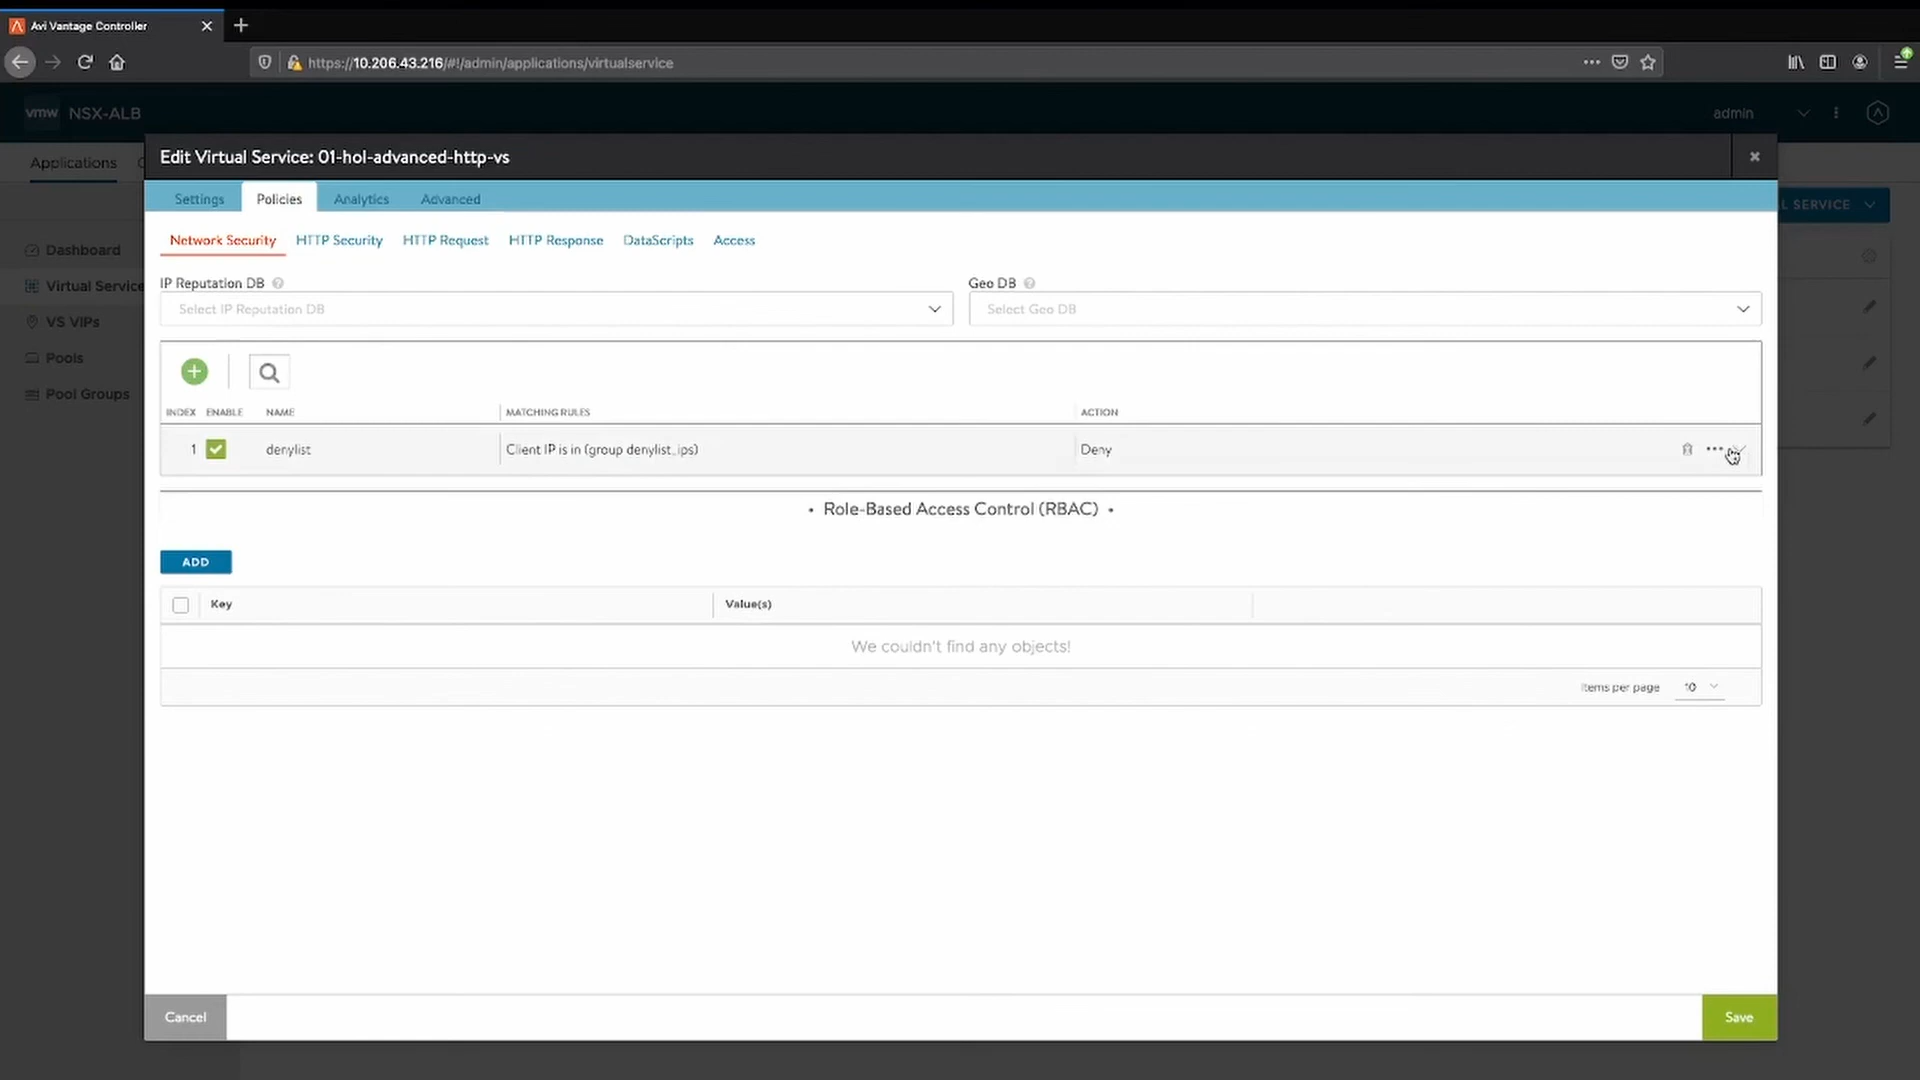 Avi Vantage Controller
https://10.206.43.216/#!/admin/applications/virtualservice
vmw NSX-ALB
admin
Applications
Edit Virtual Service: 01-hol-advanced-http-vs
Settings Policies Analytics Advanced
L SERVICE
Network Security HTTP Security HTTP Request HTTP Response DataScripts Access
Dashboard
Virtual Service
VS VIPs
Pools
Pool Groups
IP Reputation DB ? Geo DB ?
Select IP Reputation DB Select Geo DB
INDEX ENABLE NAME MATCHING RULES ACTION
1 denylist Client IP is in (group denylist_ips) Deny
• Role-Based Access Control (RBAC) •
ADD
Key Value(s)
We couldn't find any objects!
Items per page 10
Cancel Save